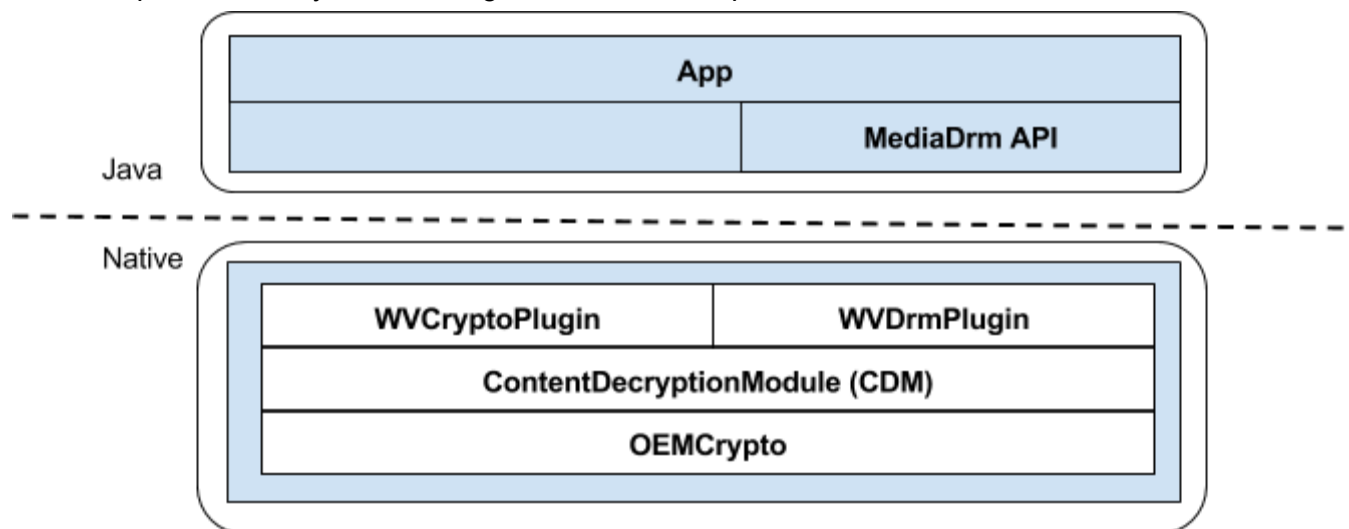 App
MediaDrm API
Java
Native
WVCryptoPlugin
WVDrmPlugin
ContentDecryptionModule (CDM)
OEMCrypto